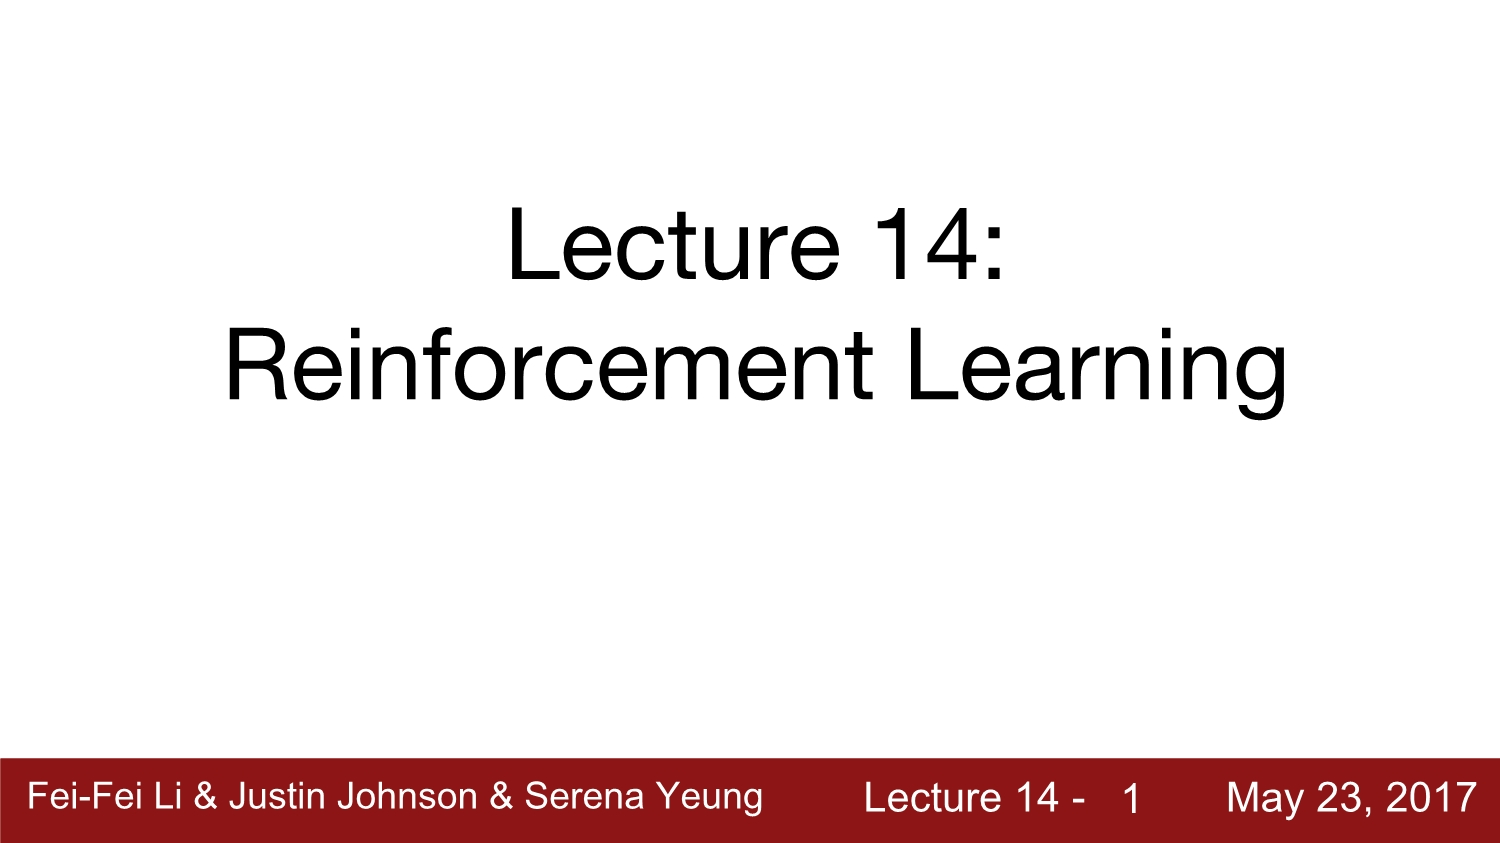 Lecture 14:
Reinforcement Learning
Fei-Fei Li & Justin Johnson & Serena Yeung Lecture 14 - 1 May 23, 2017